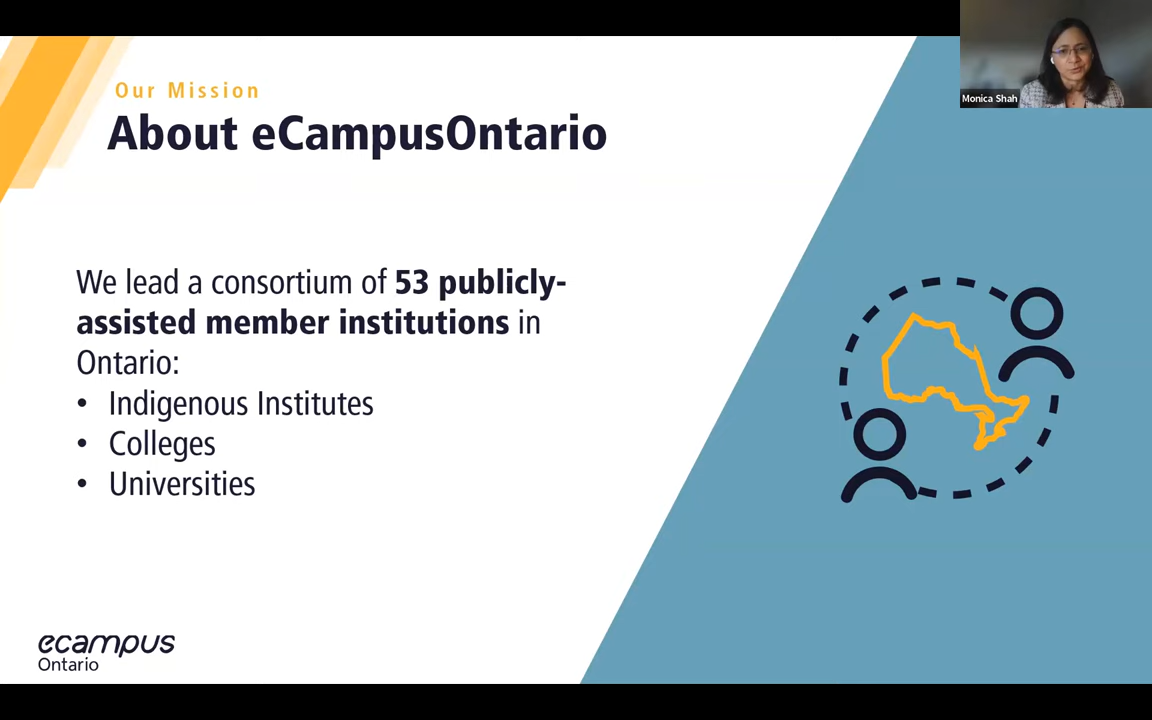 Our Mission
About eCampusOntario
Monica Shah
We lead a consortium of 53 publicly-
assisted member institutions in
Ontario:
• Indigenous Institutes
• Colleges
• Universities
ecampus
Ontario